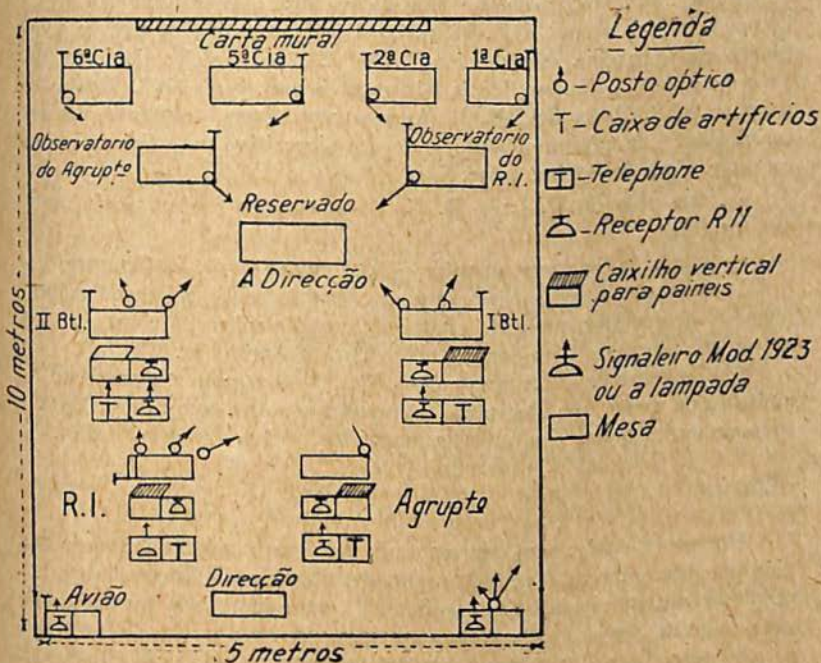 Carta mural
6ª Cia
5ª Cia
2ª Cia
1ª Cia
Observatorio
do Agrupto
Observatorio
do
R.I.
Reservado
A Direcção
II Btl.
I Btl.
R.I.
Agrupto
Avião
Direcção
10 metros
5 metros
Legenda
- Posto optico
- Caixa de artificios
- Telephone
- Receptor R 11
Caixilho vertical
para paineis
Signaleiro Mod. 1923
ou a lampada
Mesa